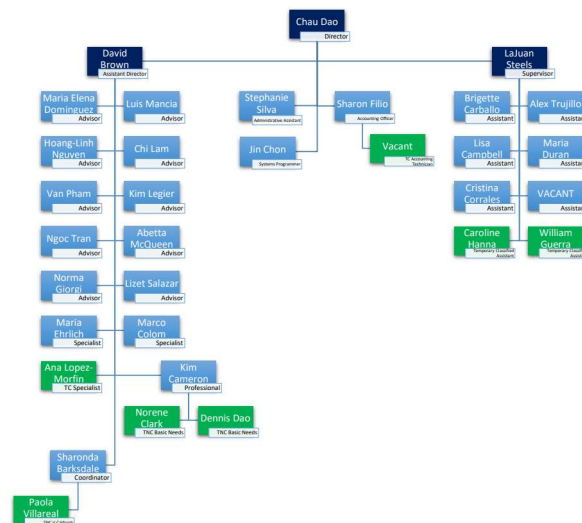 Chau Dao
Director
David
Brown
Assistant Director
LaJuan
Steels
Supervisor
Maria Elena
Dominguez
Advisor
Luis Mancia
Advisor
Stephanie
Silva
Administrative Assistant
Sharon Filio
Accounting Officer
Brigette
Carballo
Assistant
Alex Trujillo
Assistant
Hoang-Linh
Nguyen
Advisor
Chi Lam
Advisor
Jin Chon
Systems Programmer
Vacant
TC Accounting
Technician
Lisa
Campbell
Assistant
Maria
Duran
Assistant
Van Pham
Advisor
Kim Legier
Advisor
Cristina
Corrales
Assistant
VACANT
Assistant
Ngoc Tran
Advisor
Abetta
McQueen
Advisor
Caroline
Hanna
Temporary Classified
Assistant
William
Guerra
Temporary Classified
Assistant
Norma
Giorgi
Advisor
Lizet Salazar
Advisor
Maria
Ehrlich
Specialist
Marco
Colom
Specialist
Ana Lopez-
Morfin
TC Specialist
Kim
Cameron
Professional
Norene
Clark
TNC Basic Needs
Dennis Dao
TNC Basic Needs
Sharonda
Barksdale
Coordinator
Paola
Villareal